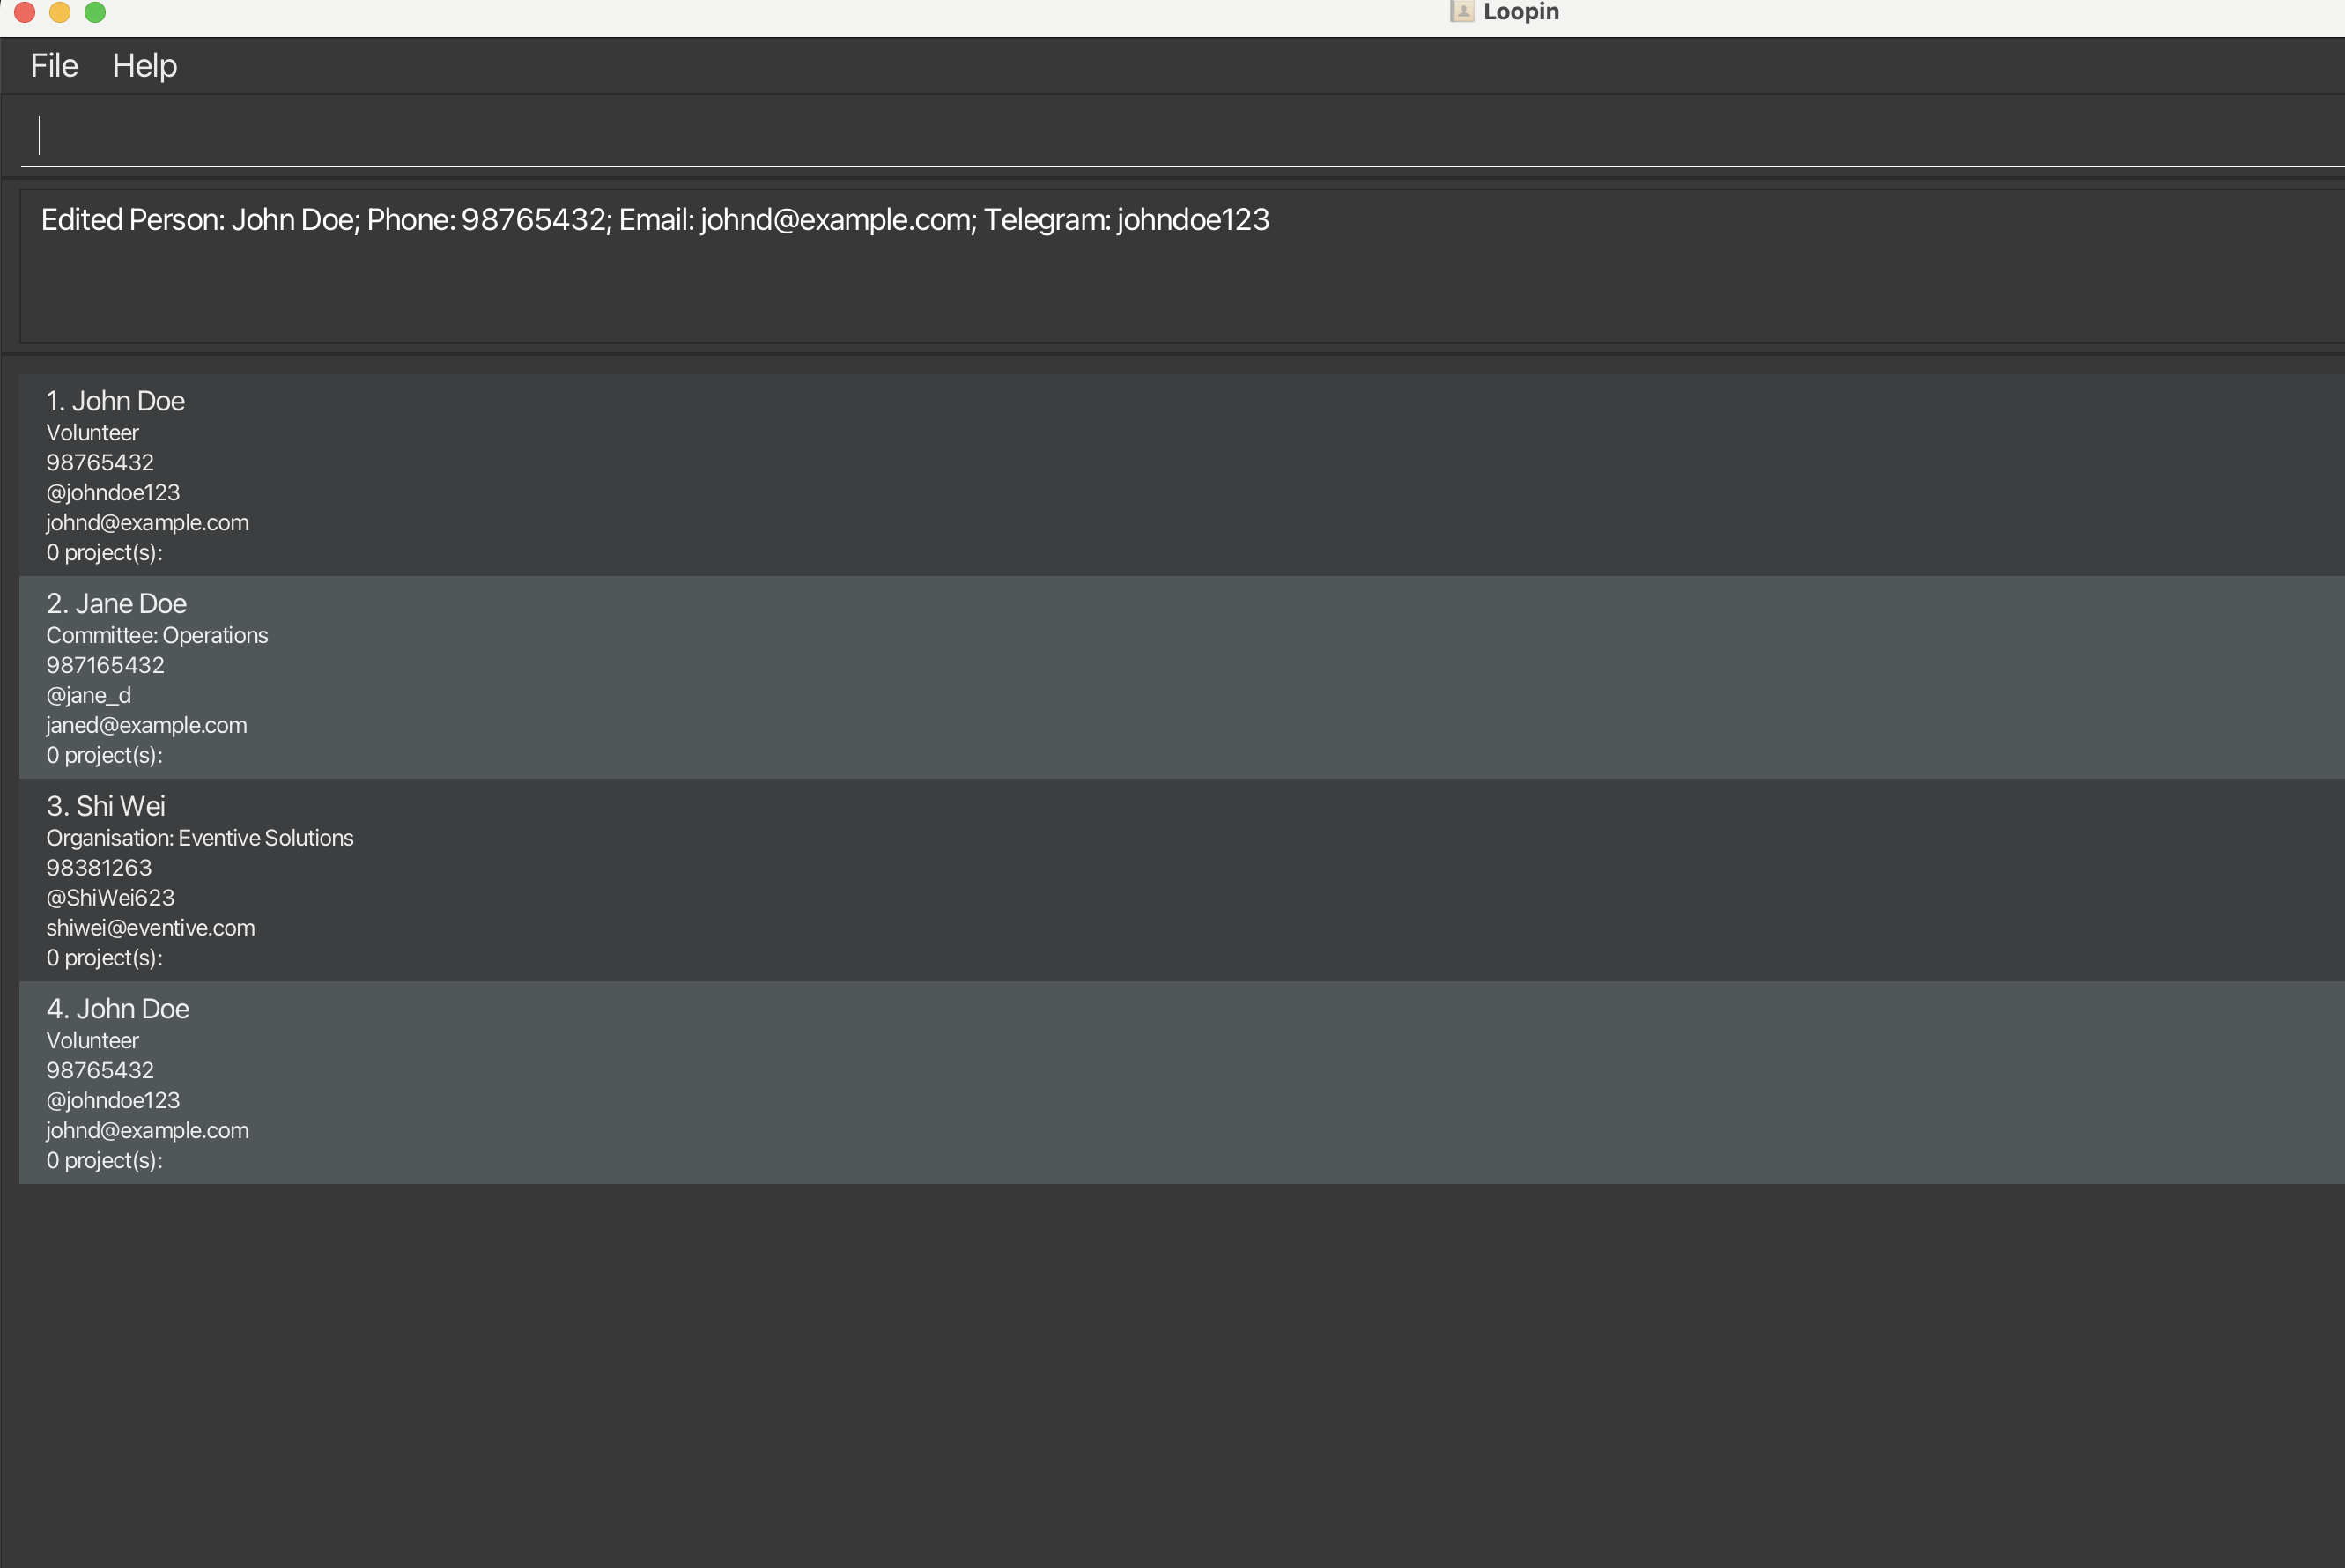 Loopin
File Help
Edited Person: John Doe; Phone: 98765432; Email: johnd@example.com; Telegram: johndoe123
1. John Doe
Volunteer
98765432
@johndoe123
johnd@example.com
0 project(s):
2. Jane Doe
Committee: Operations
987165432
@jane_d
janed@example.com
0 project(s):
3. Shi Wei
Organisation: Eventive Solutions
98381263
@ShiWei623
shiwei@eventive.com
0 project(s):
4. John Doe
Volunteer
98765432
@johndoe123
johnd@example.com
0 project(s):